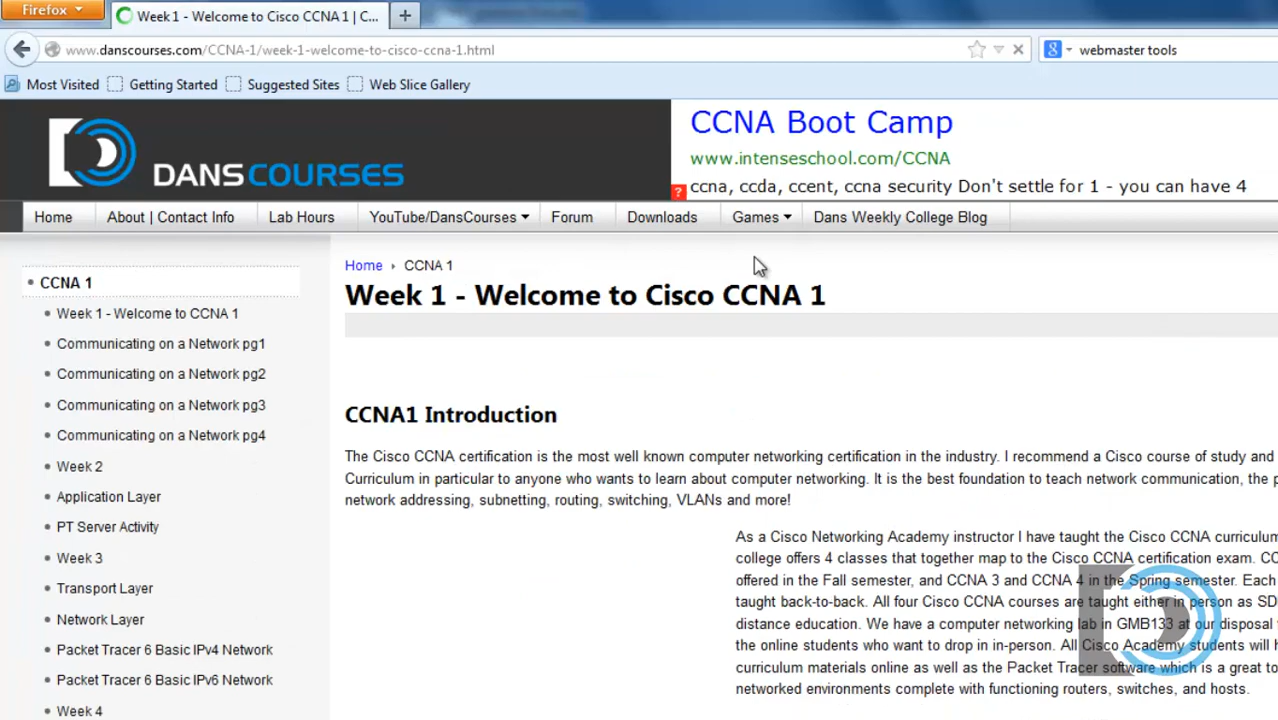 Firefox
Week 1 - Welcome to Cisco CCNA 1 | C...
www.danscourses.com/CCNA-1/week-1-welcome-to-cisco-ccna-1.html
webmaster tools
Most Visited Getting Started Suggested Sites Web Slice Gallery
DANSCOURSES
CCNA Boot Camp
www.intenseschool.com/CCNA
ccna, ccda, ccent, ccna security Don't settle for 1 - you can have 4
Home About | Contact Info Lab Hours YouTube/DansCourses Forum Downloads Games Dans Weekly College Blog
CCNA 1
Week 1 - Welcome to CCNA 1
Communicating on a Network pg1
Communicating on a Network pg2
Communicating on a Network pg3
Communicating on a Network pg4
Week 2
Application Layer
PT Server Activity
Week 3
Transport Layer
Network Layer
Packet Tracer 6 Basic IPv4 Network
Packet Tracer 6 Basic IPv6 Network
Week 4
Home CCNA 1
Week 1 - Welcome to Cisco CCNA 1
CCNA1 Introduction
The Cisco CCNA certification is the most well known computer networking certification in the industry. I recommend a Cisco course of study and
Curriculum in particular to anyone who wants to learn about computer networking. It is the best foundation to teach network communication, the p
network addressing, subnetting, routing, switching, VLANs and more!
As a Cisco Networking Academy instructor I have taught the Cisco CCNA curriculum
college offers 4 classes that together map to the Cisco CCNA certification exam. CC
offered in the Fall semester, and CCNA 3 and CCNA 4 in the Spring semester. Each
taught back-to-back. All four Cisco CCNA courses are taught either in person as SD
distance education. We have a computer networking lab in GMB133 at our disposal
the online students who want to drop in in-person. All Cisco Academy students will h
curriculum materials online as well as the Packet Tracer software which is a great to
networked environments complete with functioning routers, switches, and hosts.